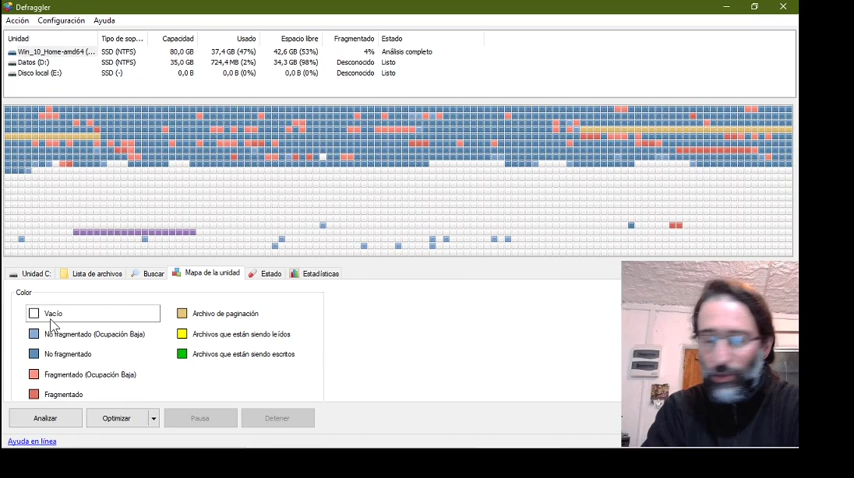 Defraggler
Acción Configuración Ayuda
Unidad Tipo de sop... Capacidad Usado Espacio libre Fragmentado Estado
Win_10_Home-amd64 (... SSD (NTFS) 80,0 GB 37,4 GB (47%) 42,6 GB (53%) 4% Análisis completo
Datos (D:) SSD (NTFS) 35,0 GB 724,4 MB (2%) 34,3 GB (98%) Desconocido Listo
Disco local (E:) SSD (-) 0,0 B 0,0 B (0%) 0,0 B (0%) Desconocido Listo
Unidad C: Lista de archivos Buscar Mapa de la unidad Estado Estadísticas
Color
Vacío Archivo de paginación
No fragmentado (Ocupación Baja) Archivos que están siendo leídos
No fragmentado Archivos que están siendo escritos
Fragmentado (Ocupación Baja)
Fragmentado
Analizar Optimizar Pausa Detener
Ayuda en línea